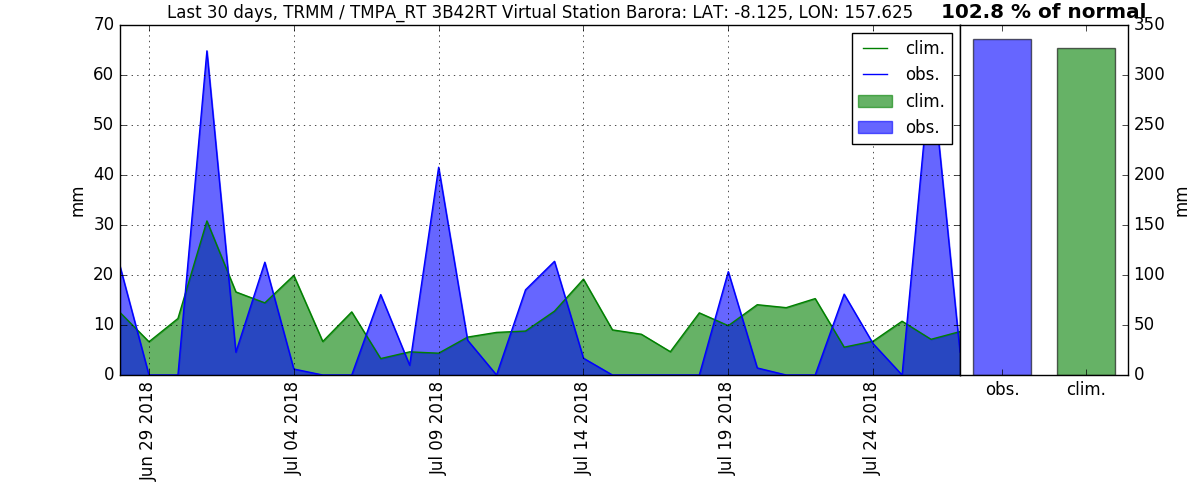 Last 30 days, TRMM / TMPA_RT 3B42RT Virtual Station Barora: LAT: -8.125, LON: 157.625
102.8 % of normal
70
60
50
40
30
20
10
0
mm
clim.
obs.
clim.
obs.
Jun 29 2018
Jul 04 2018
Jul 09 2018
Jul 14 2018
Jul 19 2018
Jul 24 2018
350
300
250
200
150
100
50
0
mm
obs.
clim.